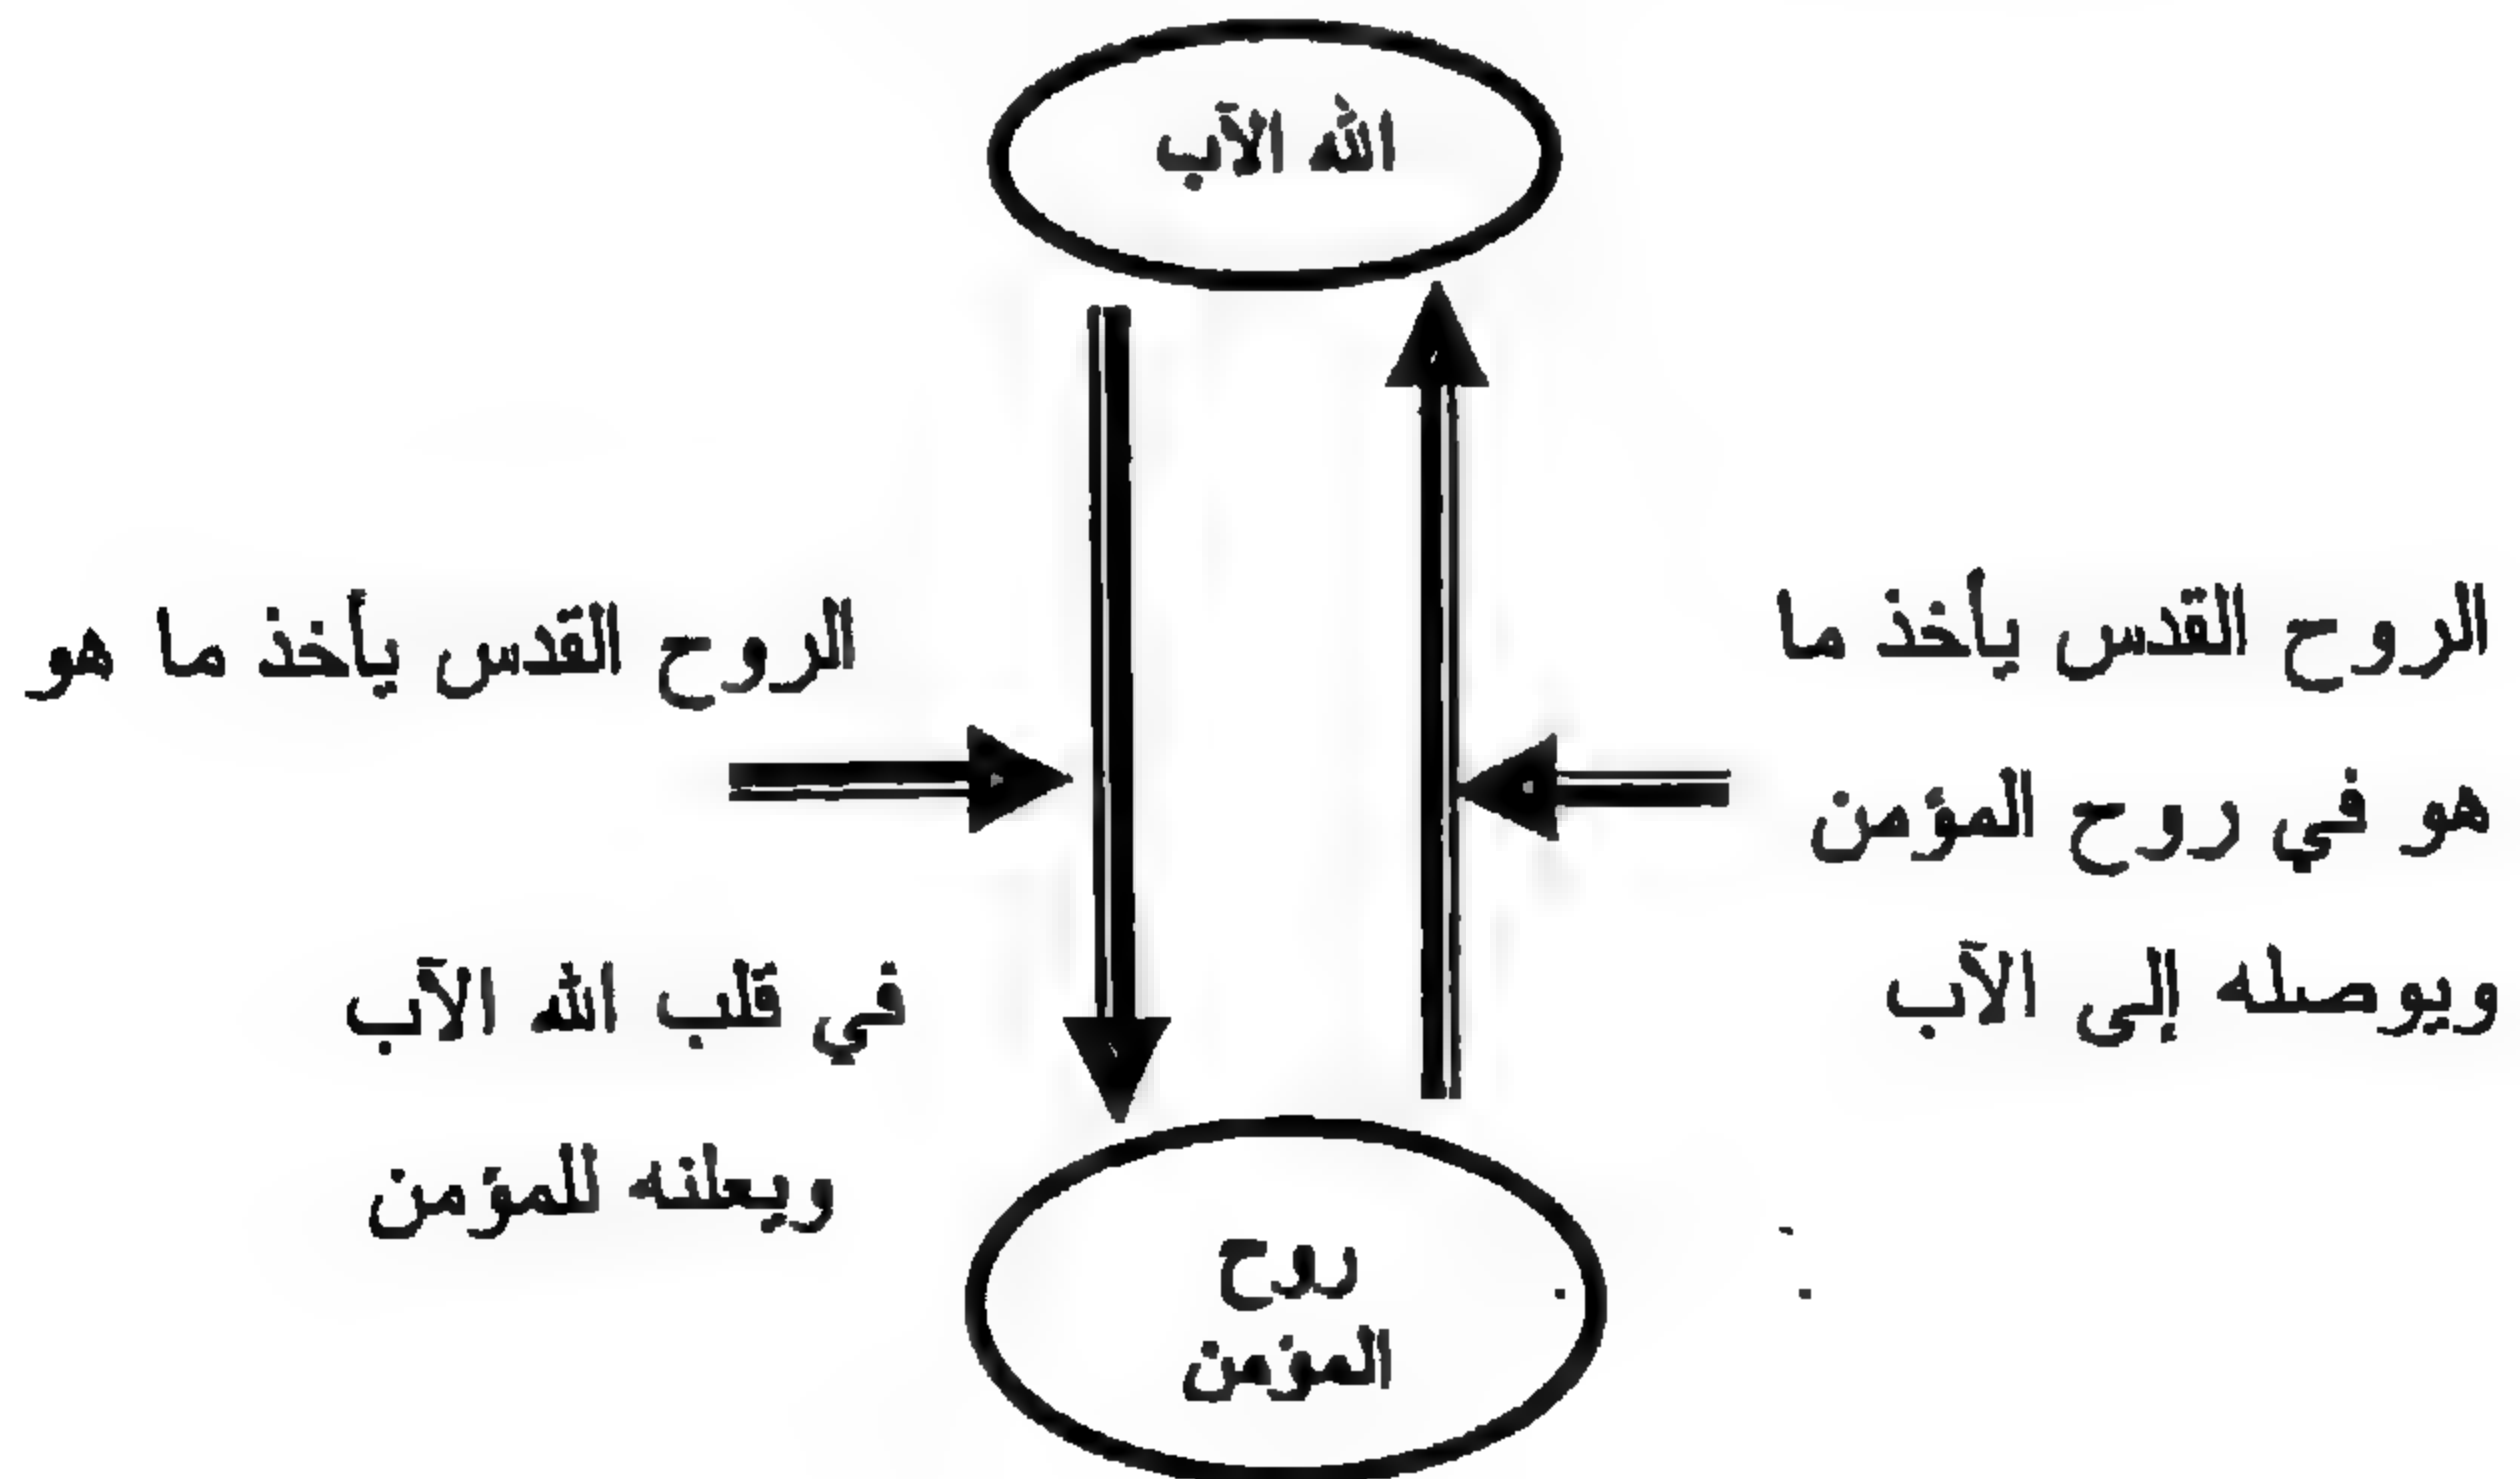 الله الآب
الروح القدس يأخذ ما
هو في روح المؤمن
ويوصله إلى الآب
الروح القدس يأخذ ما هو
في قلب الله الآب
ويعلنه للمؤمن
روح
المؤمن